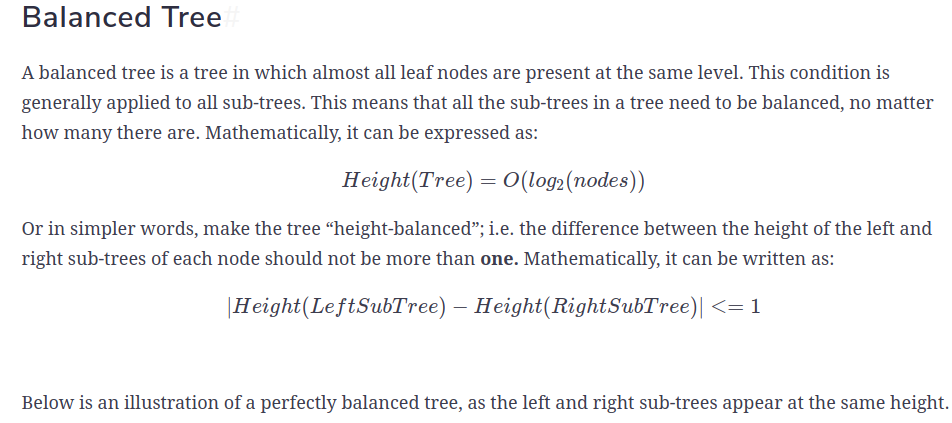 Balanced Tree#
A balanced tree is a tree in which almost all leaf nodes are present at the same level. This condition is
generally applied to all sub-trees. This means that all the sub-trees in a tree need to be balanced, no matter
how many there are. Mathematically, it can be expressed as:
Height(Tree) = O(log₂(nodes))
Or in simpler words, make the tree “height-balanced”; i.e. the difference between the height of the left and
right sub-trees of each node should not be more than one. Mathematically, it can be written as:
|Height(LeftSubTree) − Height(RightSubTree)| <= 1
Below is an illustration of a perfectly balanced tree, as the left and right sub-trees appear at the same height.